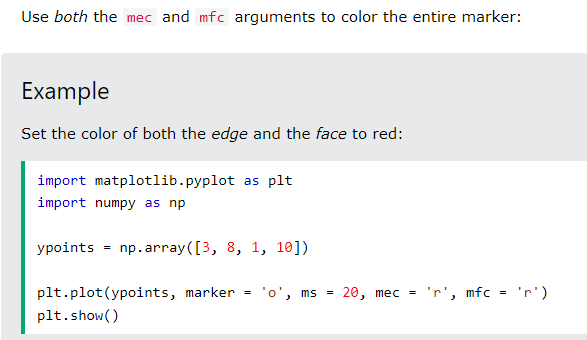 Use both the mec and mfc arguments to color the entire marker:
Example
Set the color of both the edge and the face to red:
import matplotlib.pyplot as plt
import numpy as np
ypoints = np.array([3, 8, 1, 10])
plt.plot(ypoints, marker = 'o', ms = 20, mec = 'r', mfc = 'r')
plt.show()